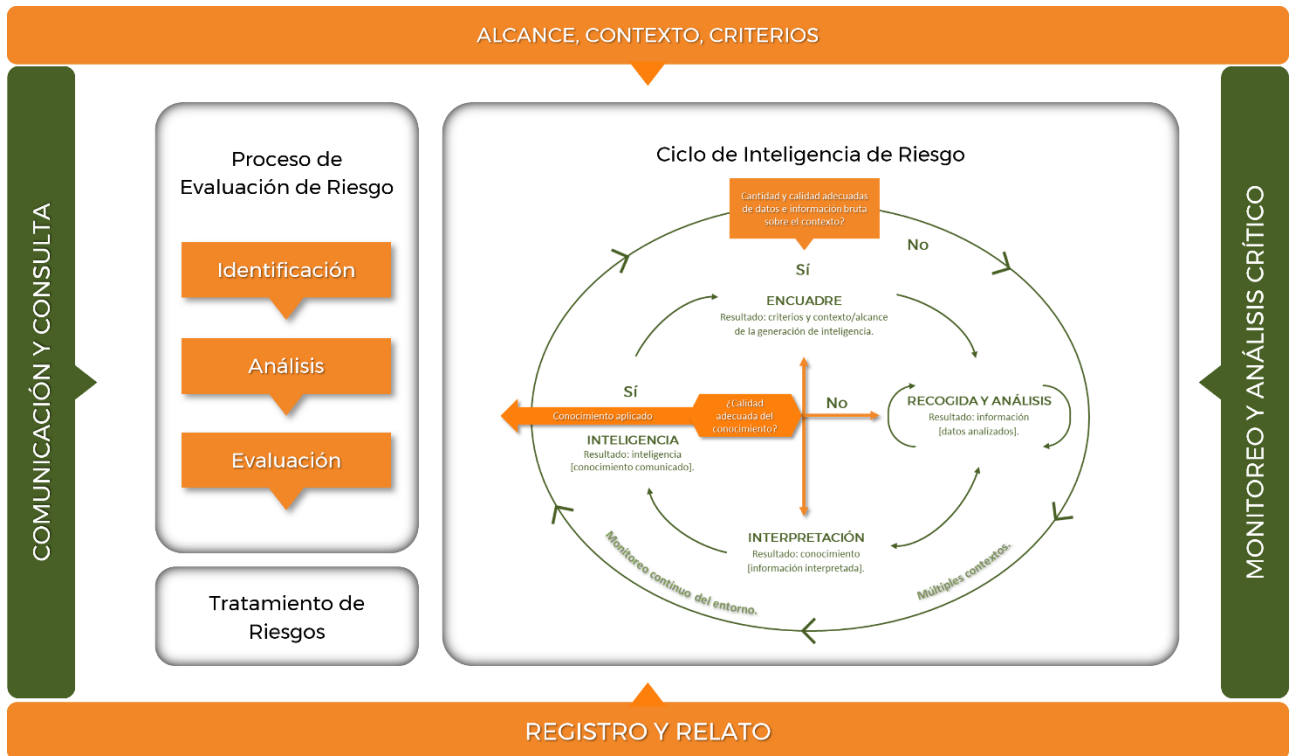 ALCANCE, CONTEXTO, CRITERIOS
COMUNICACIÓN Y CONSULTA
Proceso de
Evaluación de Riesgo
Identificación
Análisis
Evaluación
Tratamiento de
Riesgos
Ciclo de Inteligencia de Riesgo
Cantidad y calidad adecuadas
de datos e información bruta
sobre el contexto?
No
Sí
ENCUADRE
Resultado: criterios y contexto/alcance
de la generación de inteligencia.
Sí
Conocimiento aplicado
¿Calidad
adecuada del
conocimiento?
No
RECOGIDA Y ANÁLISIS
Resultado: información
[datos analizados].
INTELIGENCIA
Resultado: inteligencia
[conocimiento comunicado].
INTERPRETACIÓN
Resultado: conocimiento
[información interpretada].
Monitoreo continuo del entorno.
Múltiples contextos.
MONITOREO Y ANÁLISIS CRÍTICO
REGISTRO Y RELATO